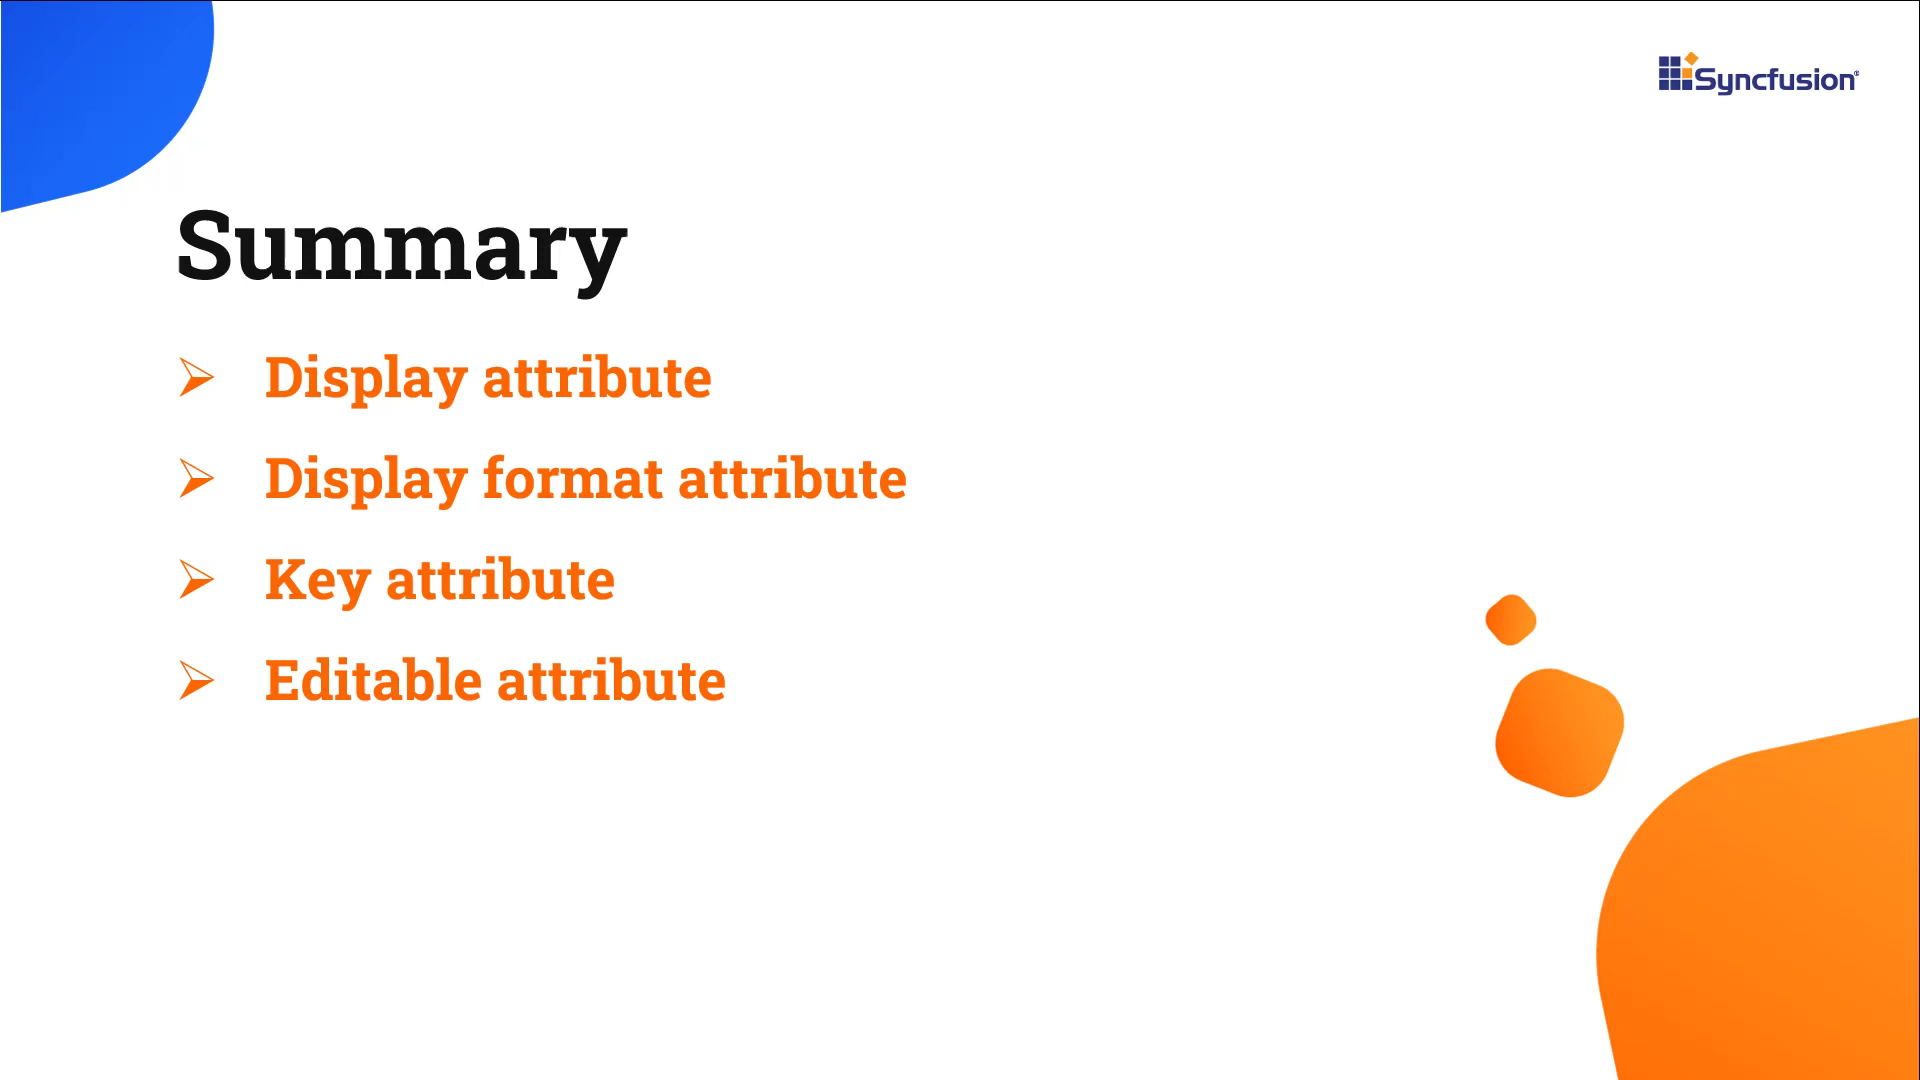 Syncfusion®
Summary
➢ Display attribute
➢ Display format attribute
➢ Key attribute
➢ Editable attribute